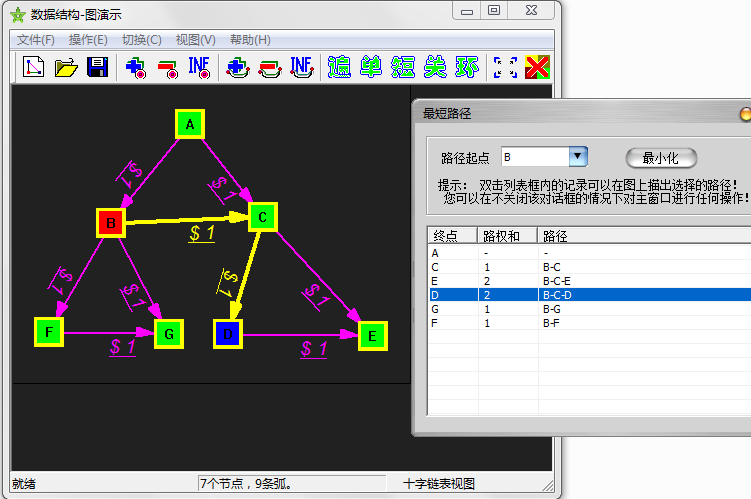 数据结构-图演示
文件(F) 操作(E) 切换(C) 视图(V) 帮助(H)
INF INF 遍 单 短 关 环
A
$ 1 $ 1
B C
$ 1
$ 1 $ 1 $ 1 $ 1
F G D E
$ 1 $ 1
就绪 7个节点，9条弧。 十字链表视图
最短路径
路径起点 B 最小化
提示： 双击列表框内的记录可以在图上描出选择的路径!
您可以在不关闭该对话框的情况下对主窗口进行任何操作!
终点 路权和 路径
A - -
C 1 B-C
E 2 B-C-E
D 2 B-C-D
G 1 B-G
F 1 B-F